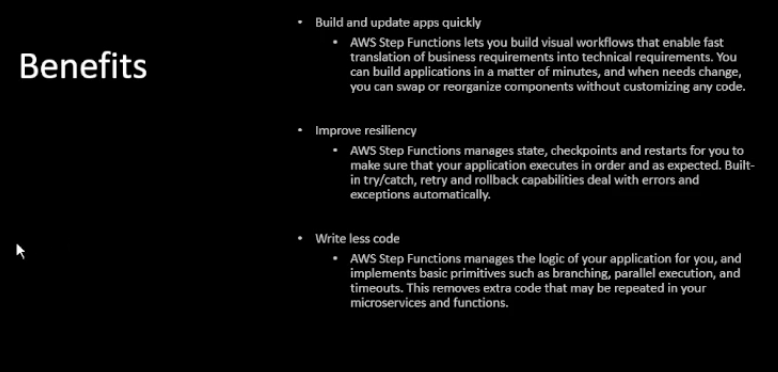 Benefits
• Build and update apps quickly
• AWS Step Functions lets you build visual workflows that enable fast
translation of business requirements into technical requirements. You
can build applications in a matter of minutes, and when needs change,
you can swap or reorganize components without customizing any code.
• Improve resiliency
• AWS Step Functions manages state, checkpoints and restarts for you to
make sure that your application executes in order and as expected. Built-
in try/catch, retry and rollback capabilities deal with errors and
exceptions automatically.
• Write less code
• AWS Step Functions manages the logic of your application for you, and
implements basic primitives such as branching, parallel execution, and
timeouts. This removes extra code that may be repeated in your
microservices and functions.